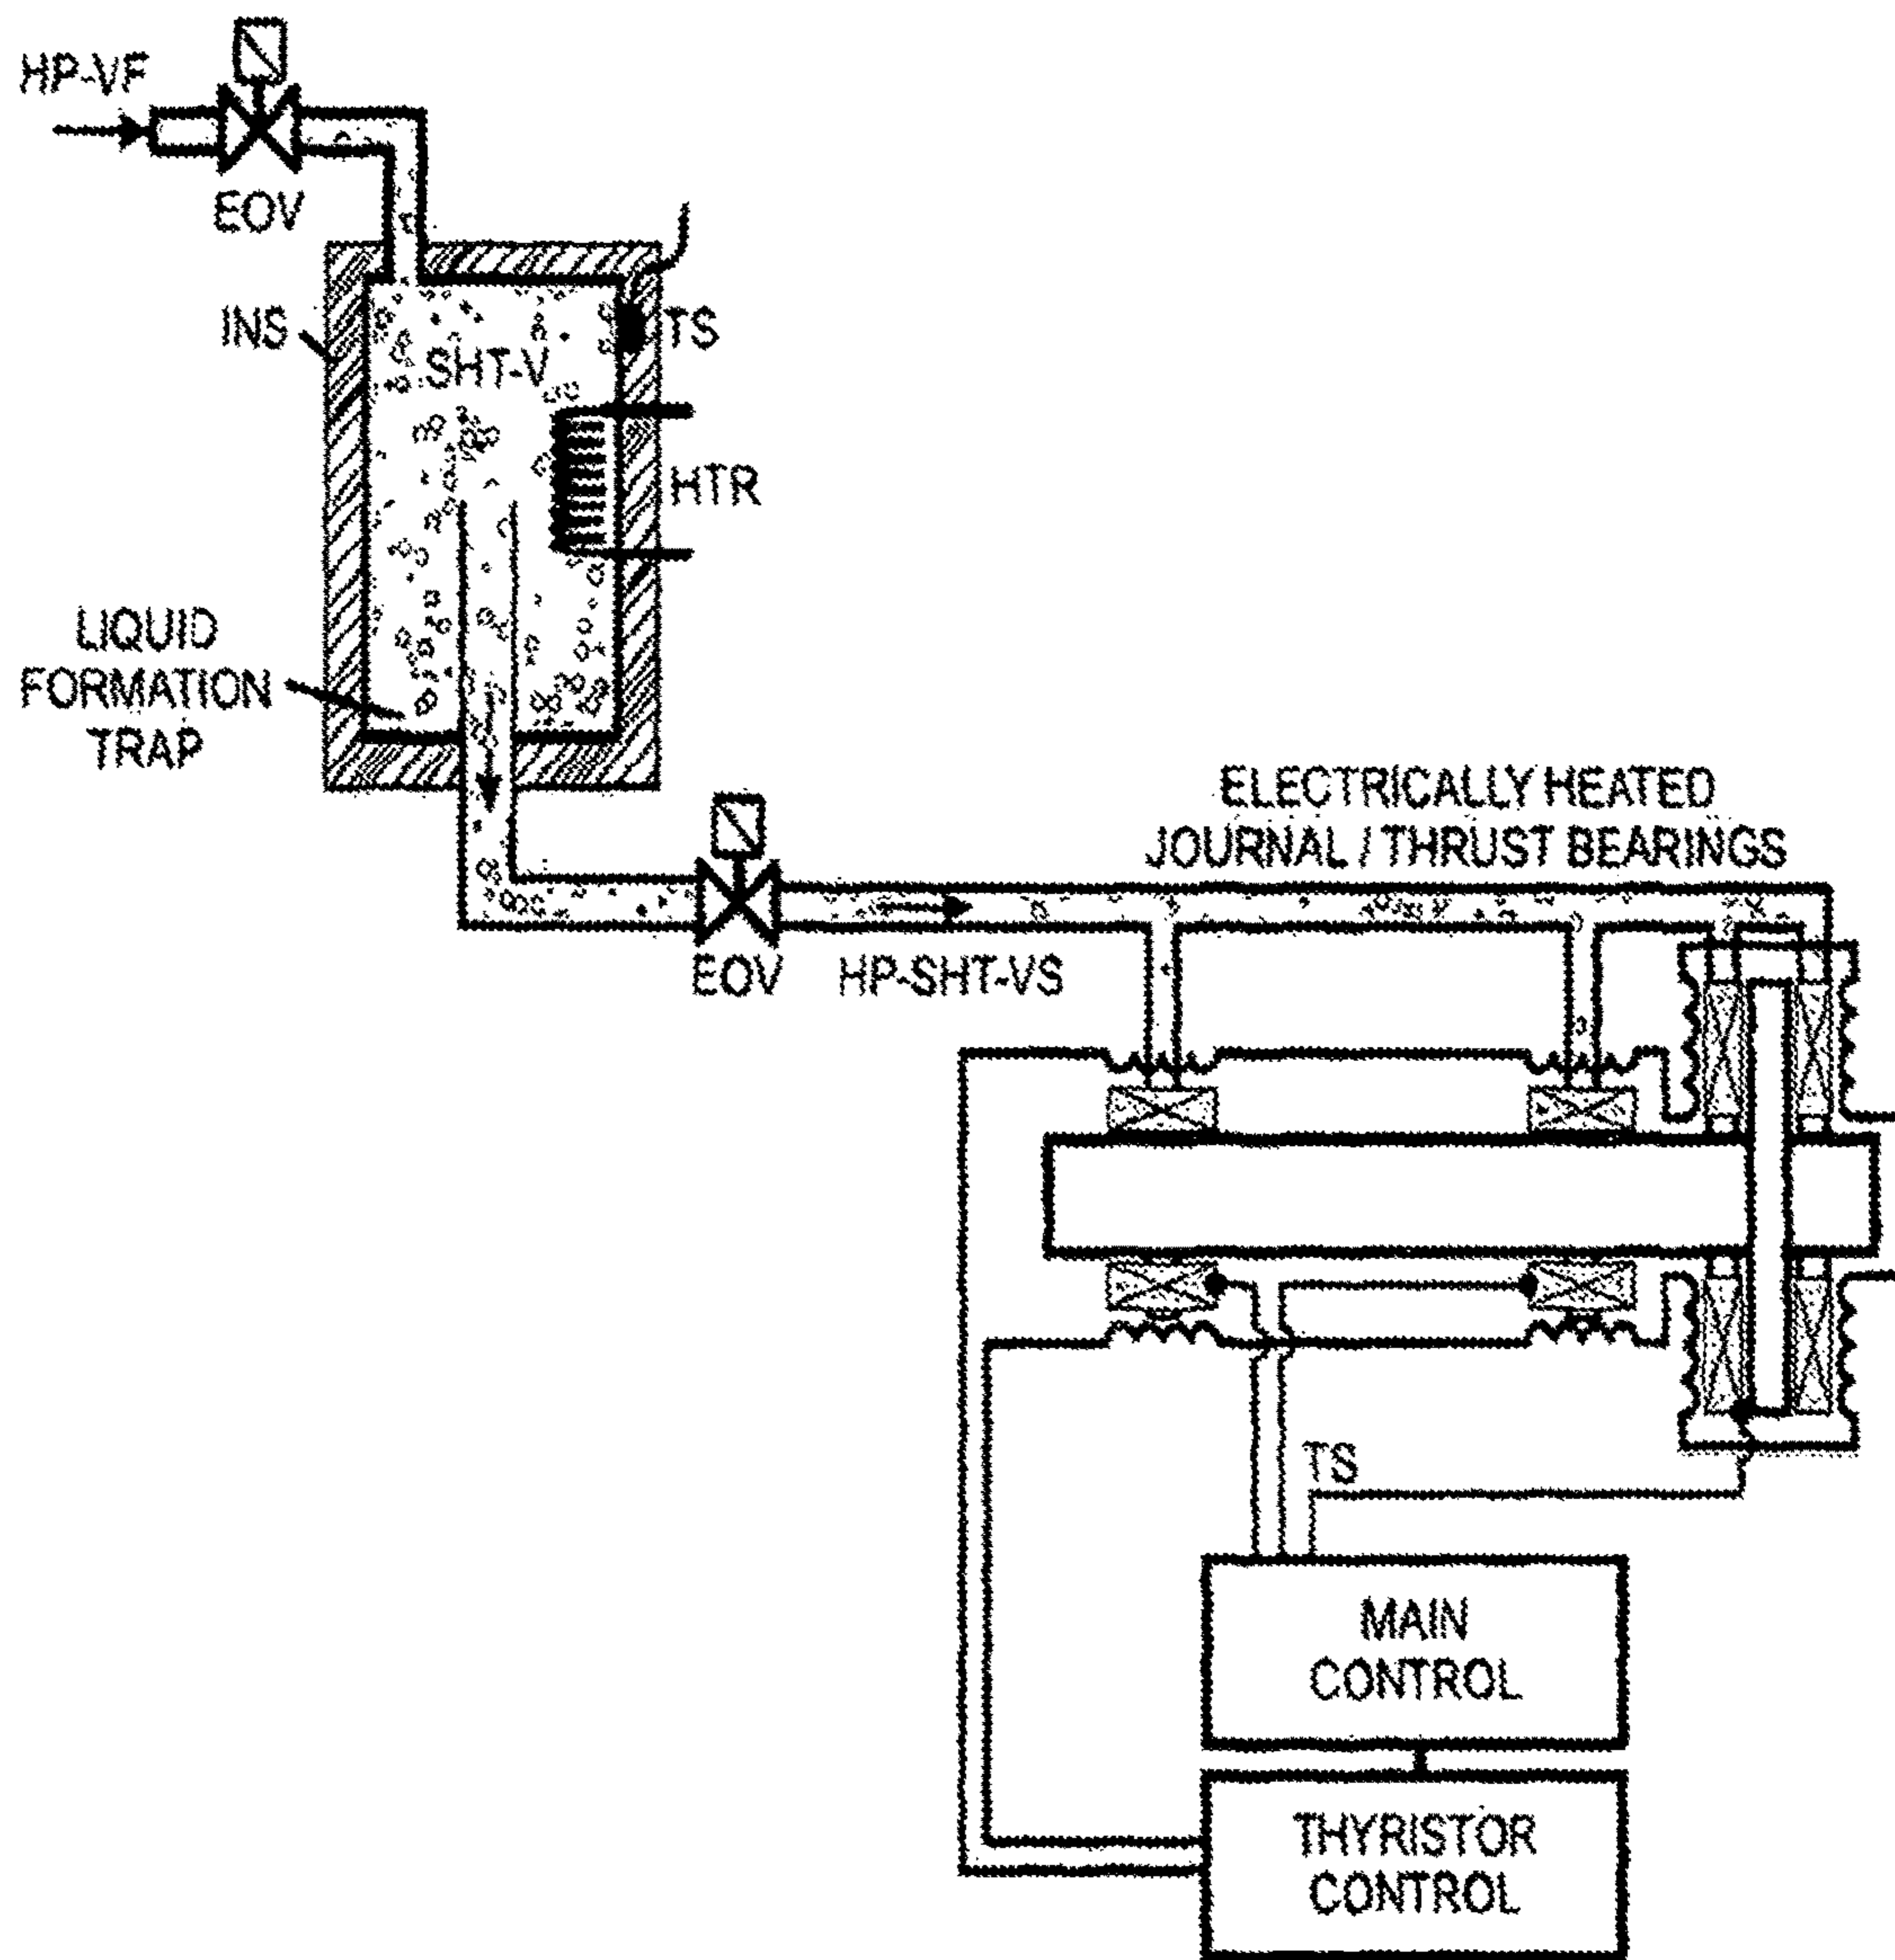 HP-VF
EOV
INS
TS
SHT-V
HTR
LIQUID
FORMATION
TRAP
ELECTRICALLY HEATED
JOURNAL / THRUST BEARINGS
EOV
HP-SHT-VS
TS
MAIN
CONTROL
THYRISTOR
CONTROL